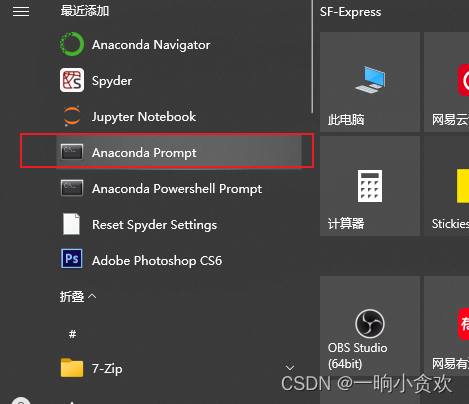 最近添加
Anaconda Navigator
Spyder
Jupyter Notebook
Anaconda Prompt
Anaconda Powershell Prompt
Reset Spyder Settings
Ps
Adobe Photoshop CS6
折叠
#
7-Zip
SF-Express
此电脑
网易云
计算器
Stickies
OBS Studio
(64bit)
网易有
CSDN @一晌小贪欢